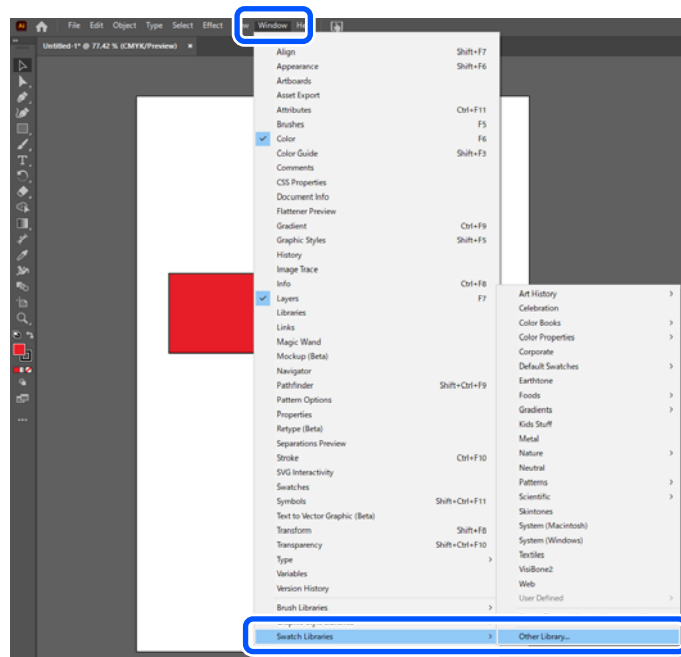 Ai File Edit Object Type Select Effect Window
Untitled-1* @ 77.42 % (CMYK/Preview) ×
Align Shift+F7
Appearance Shift+F6
Artboards
Asset Export
Attributes Ctrl+F11
Brushes F5
Color F6
Color Guide Shift+F3
Comments
CSS Properties
Document Info
Flattener Preview
Gradient Ctrl+F9
Graphic Styles Shift+F5
History
Image Trace
Info Ctrl+F8
Layers F7
Libraries
Links
Magic Wand
Mockup (Beta)
Navigator
Pathfinder Shift+Ctrl+F9
Pattern Options
Properties
Retype (Beta)
Separations Preview
Stroke Ctrl+F10
SVG Interactivity
Swatches
Symbols Shift+Ctrl+F11
Text to Vector Graphic (Beta)
Transform Shift+F8
Transparency Shift+Ctrl+F10
Type
Variables
Version History
Brush Libraries
Swatch Libraries
Art History
Celebration
Color Books
Color Properties
Corporate
Default Swatches
Earthtone
Foods
Gradients
Kids Stuff
Metal
Nature
Neutral
Patterns
Scientific
Skintones
System (Macintosh)
System (Windows)
Textiles
VisiBone2
Web
User Defined
Other Library...